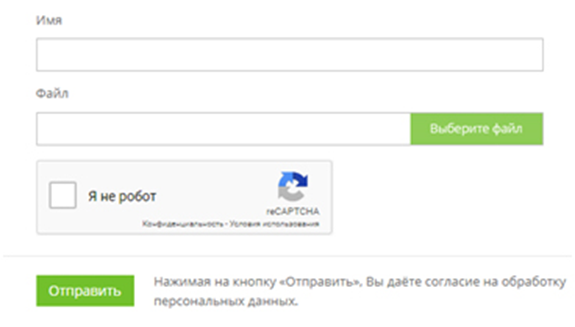 Имя
Файл
Выберите файл
Я не робот
reCAPTCHA
Конфиденциальность - Условия использования
Отправить
Нажимая на кнопку «Отправить», Вы даёте согласие на обработку
персональных данных.